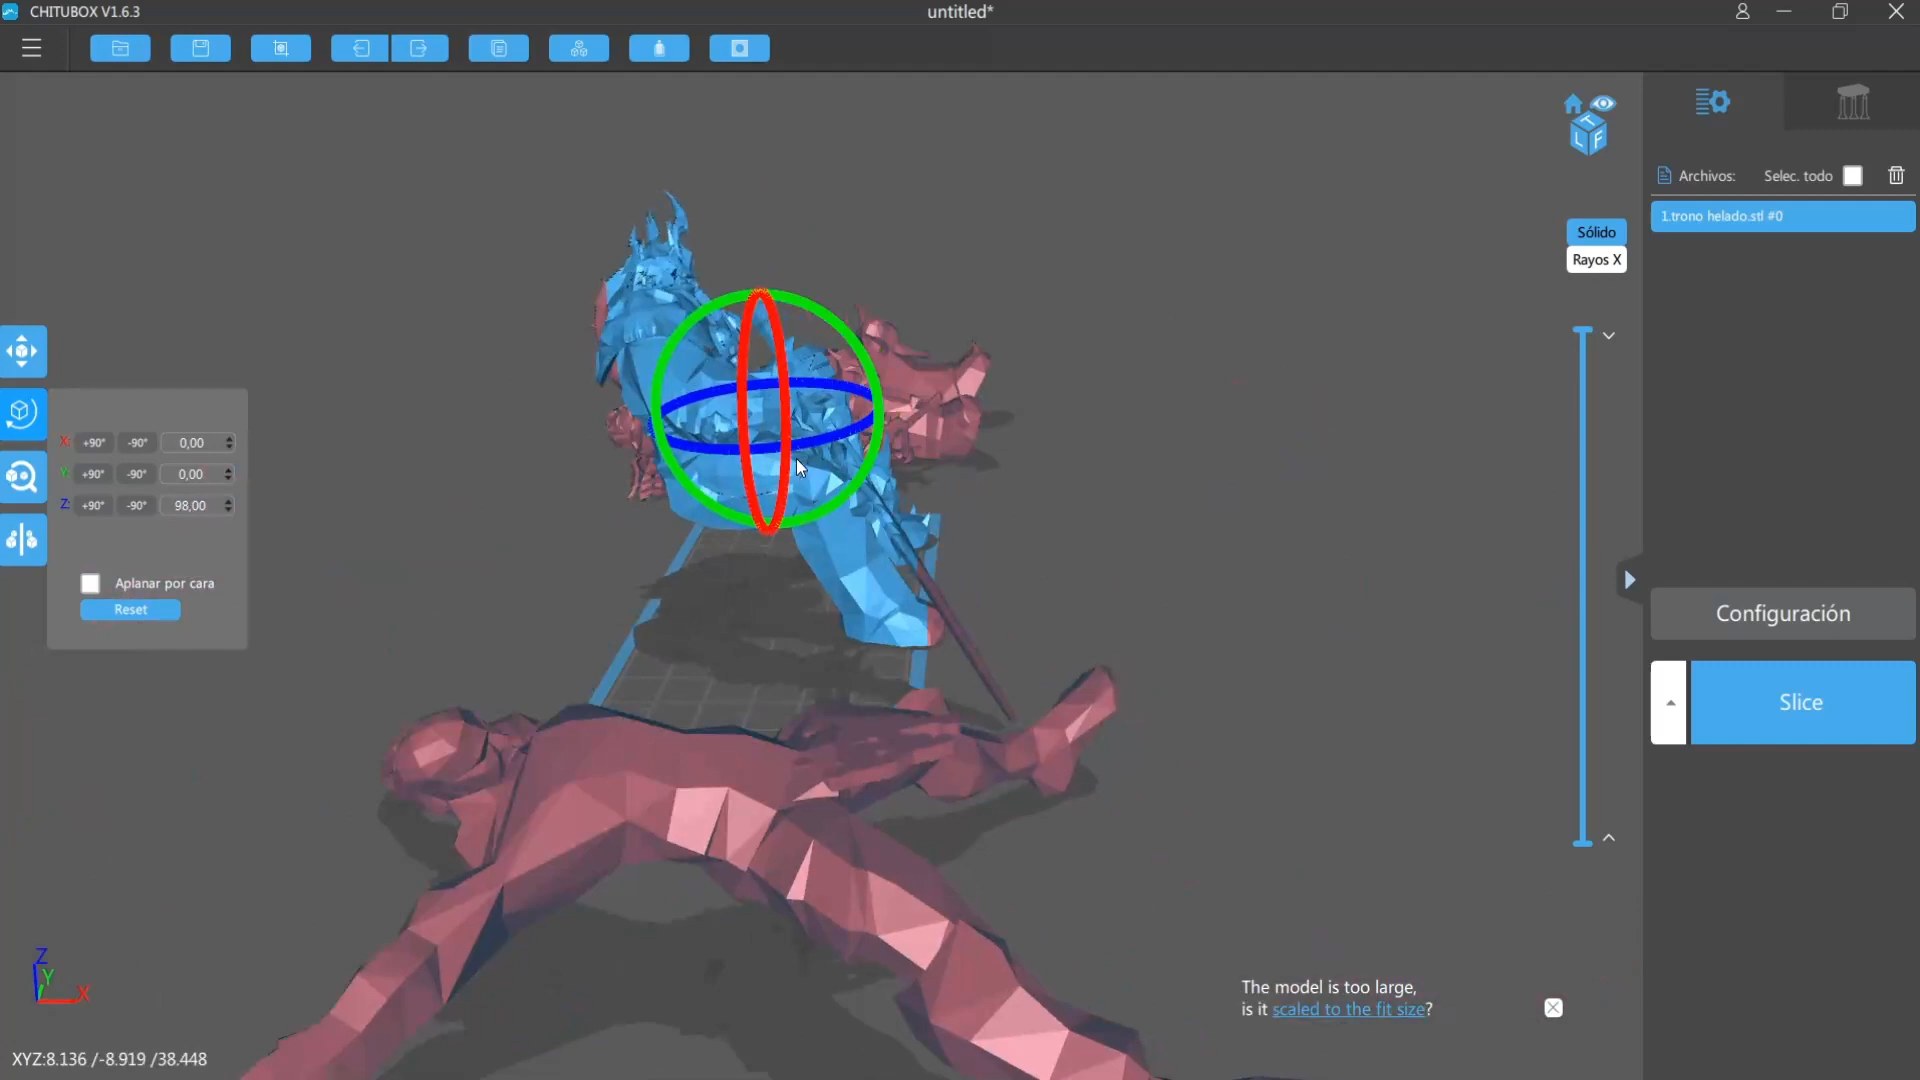 CHITUBOX V1.6.3
untitled*
Archivos:
Selec. todo
1.trono helado.stl #0
T
L F
Sólido
Rayos X
X: +90° -90° 0,00
Y: +90° -90° 0,00
Z: +90° -90° 98,00
Aplanar por cara
Reset
Configuración
Slice
Z
Y
X
The model is too large,
is it scaled to the fit size?
XYZ:8.136 /-8.919 /38.448